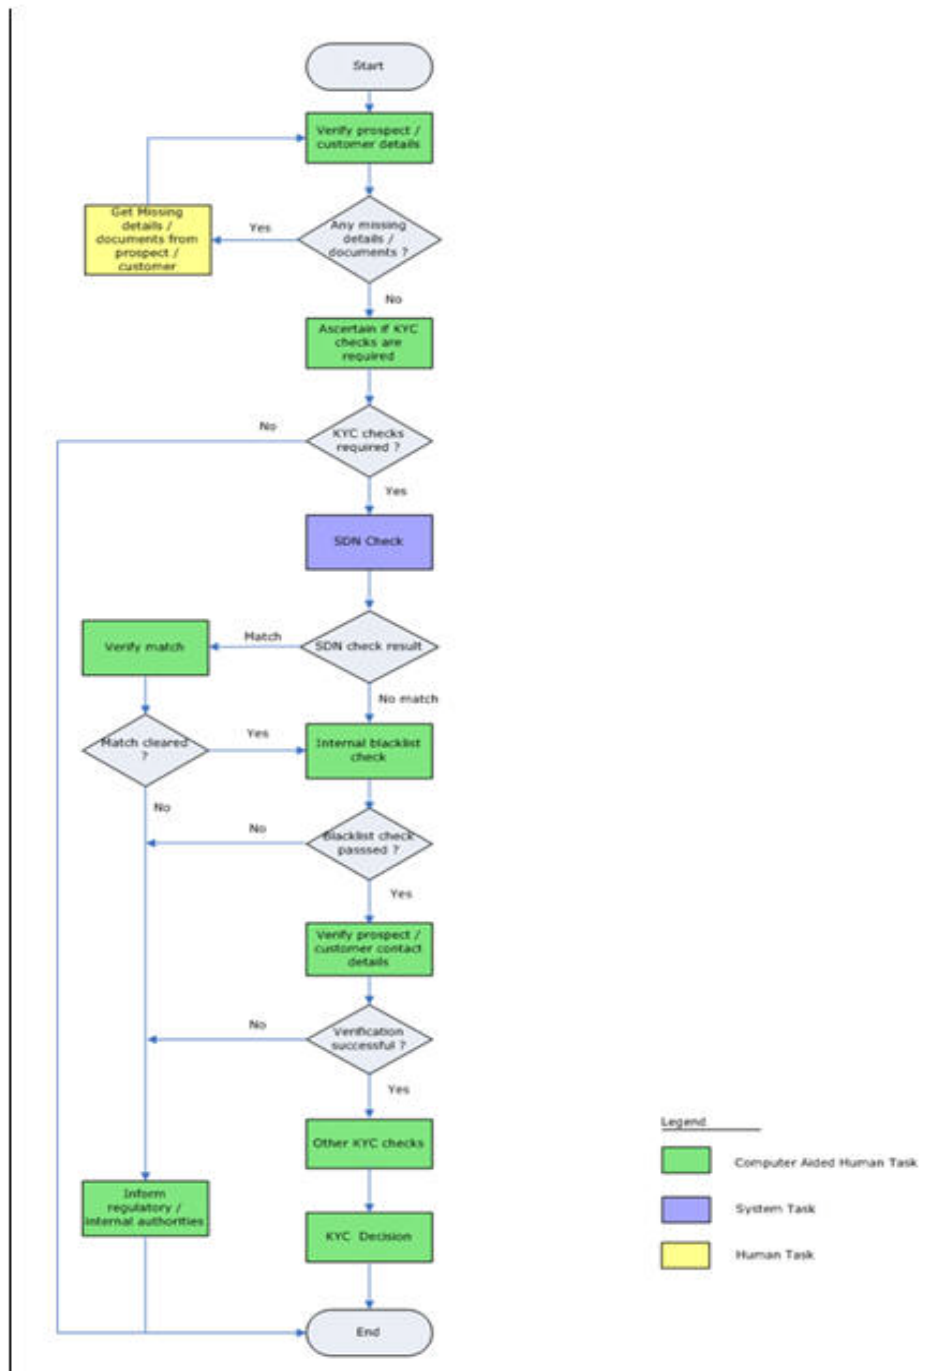 Start
Verify prospect /
customer details
Get Missing
details /
documents from
prospect /
customer
Yes
Any missing
details /
documents ?
No
Ascertain if KYC
checks are
required
No
KYC checks
required ?
Yes
SDN Check
Verify match
Match
SDN check result
No match
Match cleared
?
Yes
Internal blacklist
check
No
No
Blacklist check
passsed ?
Yes
Verify prospect /
customer contact
details
No
Verification
successful ?
Yes
Other KYC checks
Inform
regulatory /
internal authorities
KYC Decision
End
Legend
Computer Aided Human Task
System Task
Human Task